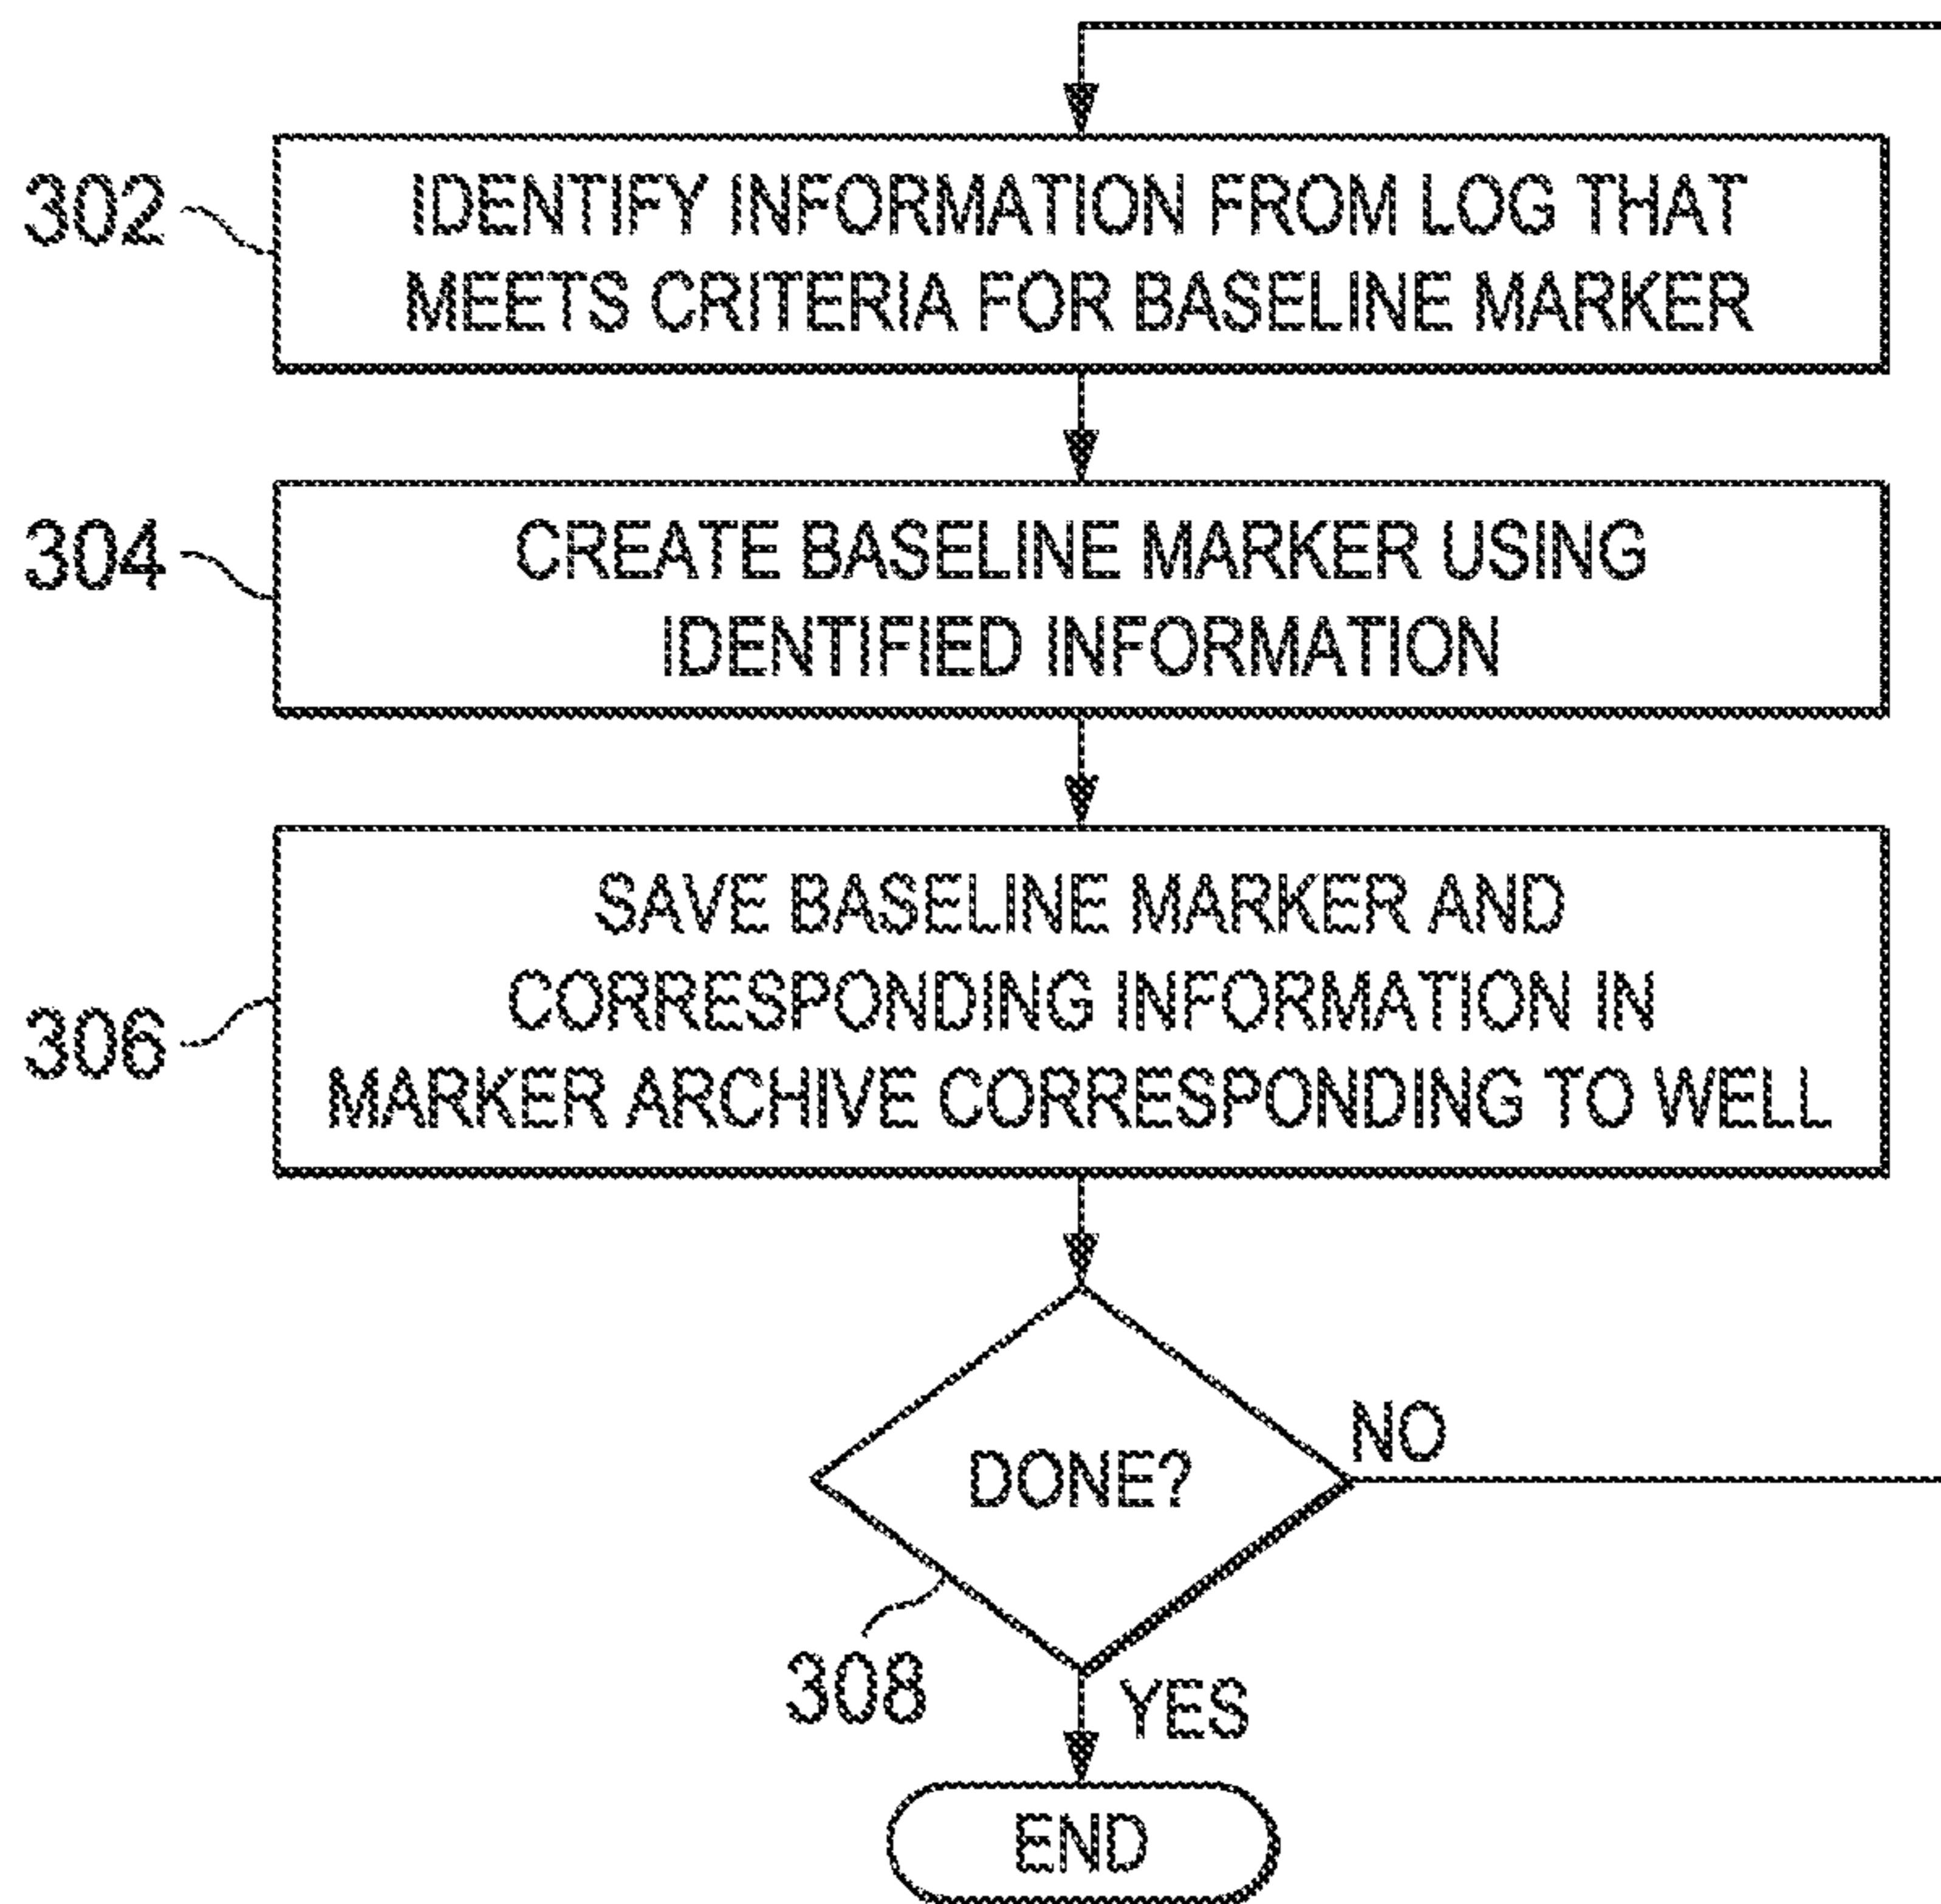 302
IDENTIFY INFORMATION FROM LOG THAT
MEETS CRITERIA FOR BASELINE MARKER
304
CREATE BASELINE MARKER USING
IDENTIFIED INFORMATION
306
SAVE BASELINE MARKER AND
CORRESPONDING INFORMATION IN
MARKER ARCHIVE CORRESPONDING TO WELL
DONE?
NO
308
YES
END